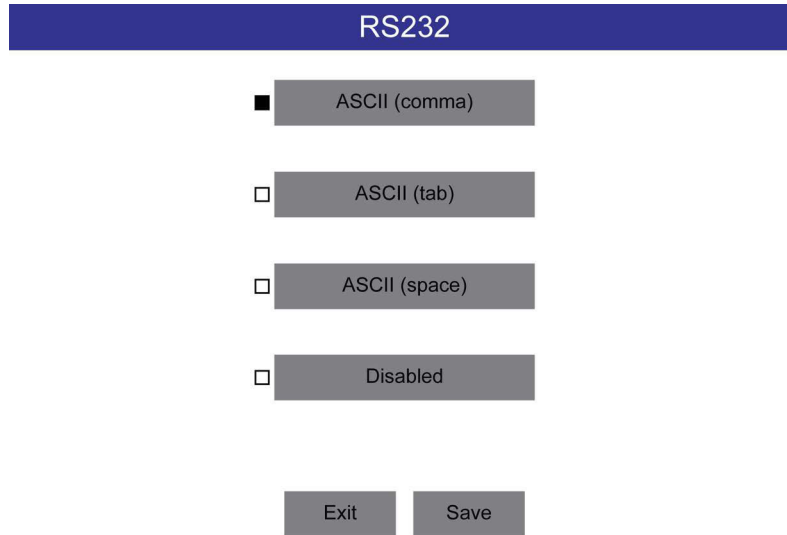 RS232
ASCII (comma)
ASCII (tab)
ASCII (space)
Disabled
Exit Save